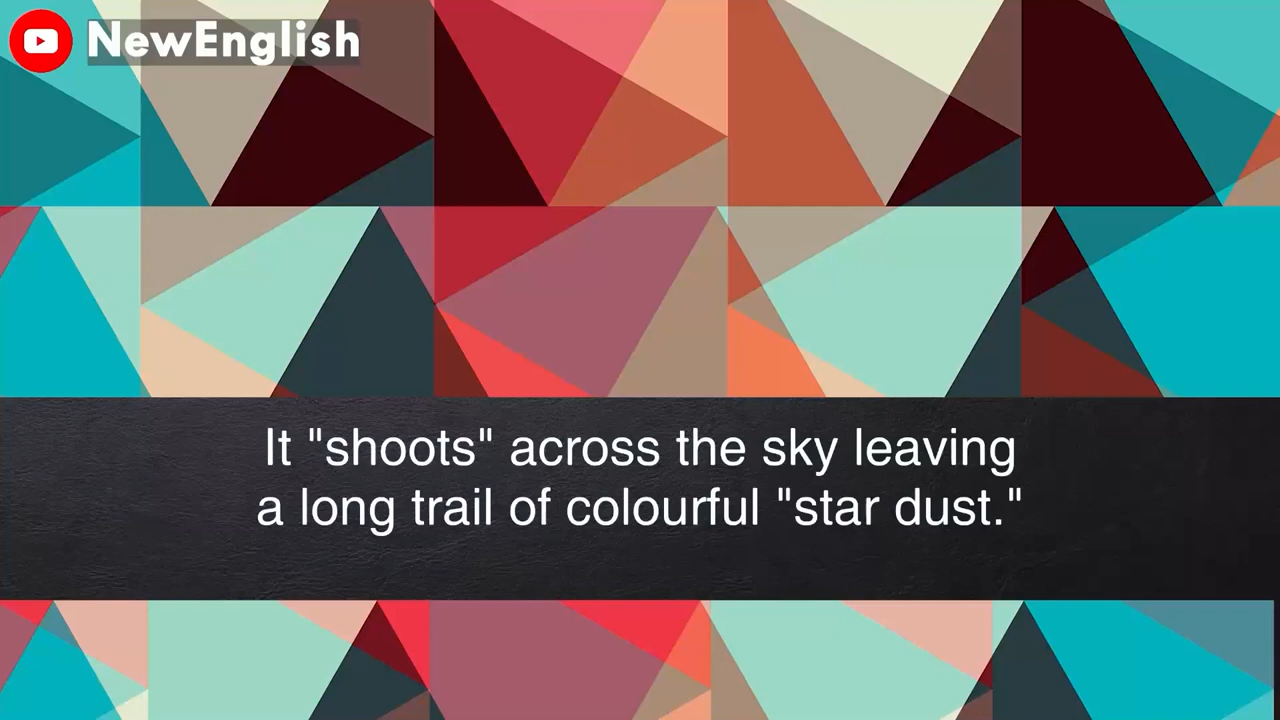 NewEnglish
It "shoots" across the sky leaving
a long trail of colourful "star dust."